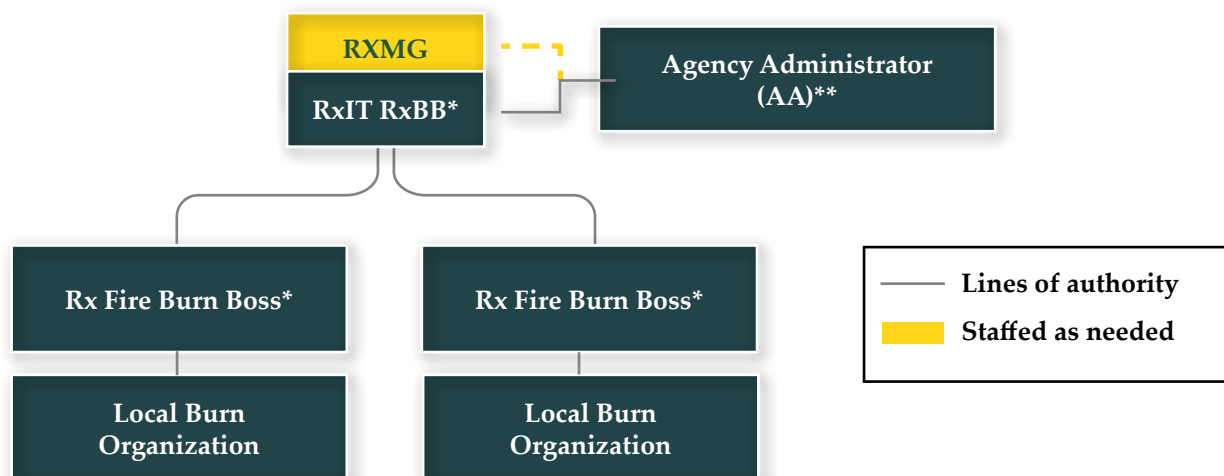 RXMG
RxIT RxBB*
Agency Administrator
(AA)**
Rx Fire Burn Boss*
Rx Fire Burn Boss*
Local Burn
Organization
Local Burn
Organization
Lines of authority
Staffed as needed